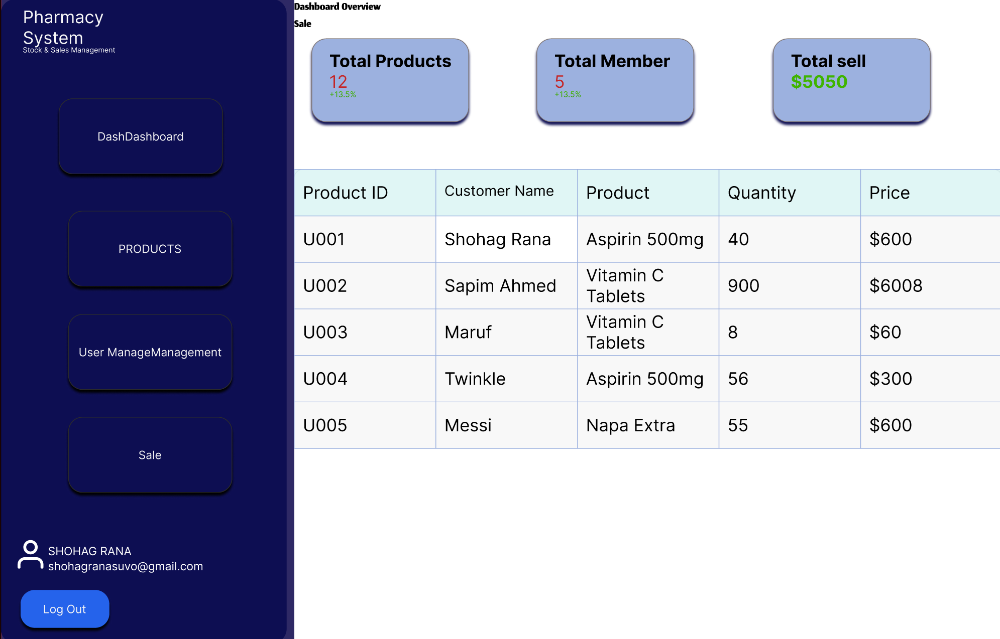 Pharmacy
System
Stock & Sales Management
DashDashboard
PRODUCTS
User ManageManagement
Sale
SHOHAG RANA
shohagranasuvo@gmail.com
Log Out
Dashboard Overview
Sale
Total Products
12
+13.5%
Total Member
5
+13.5%
Total sell
$5050
Product ID Customer Name Product Quantity Price
U001 Shohag Rana Aspirin 500mg 40 $600
U002 Sapim Ahmed Vitamin C Tablets 900 $6008
U003 Maruf Vitamin C Tablets 8 $60
U004 Twinkle Aspirin 500mg 56 $300
U005 Messi Napa Extra 55 $600